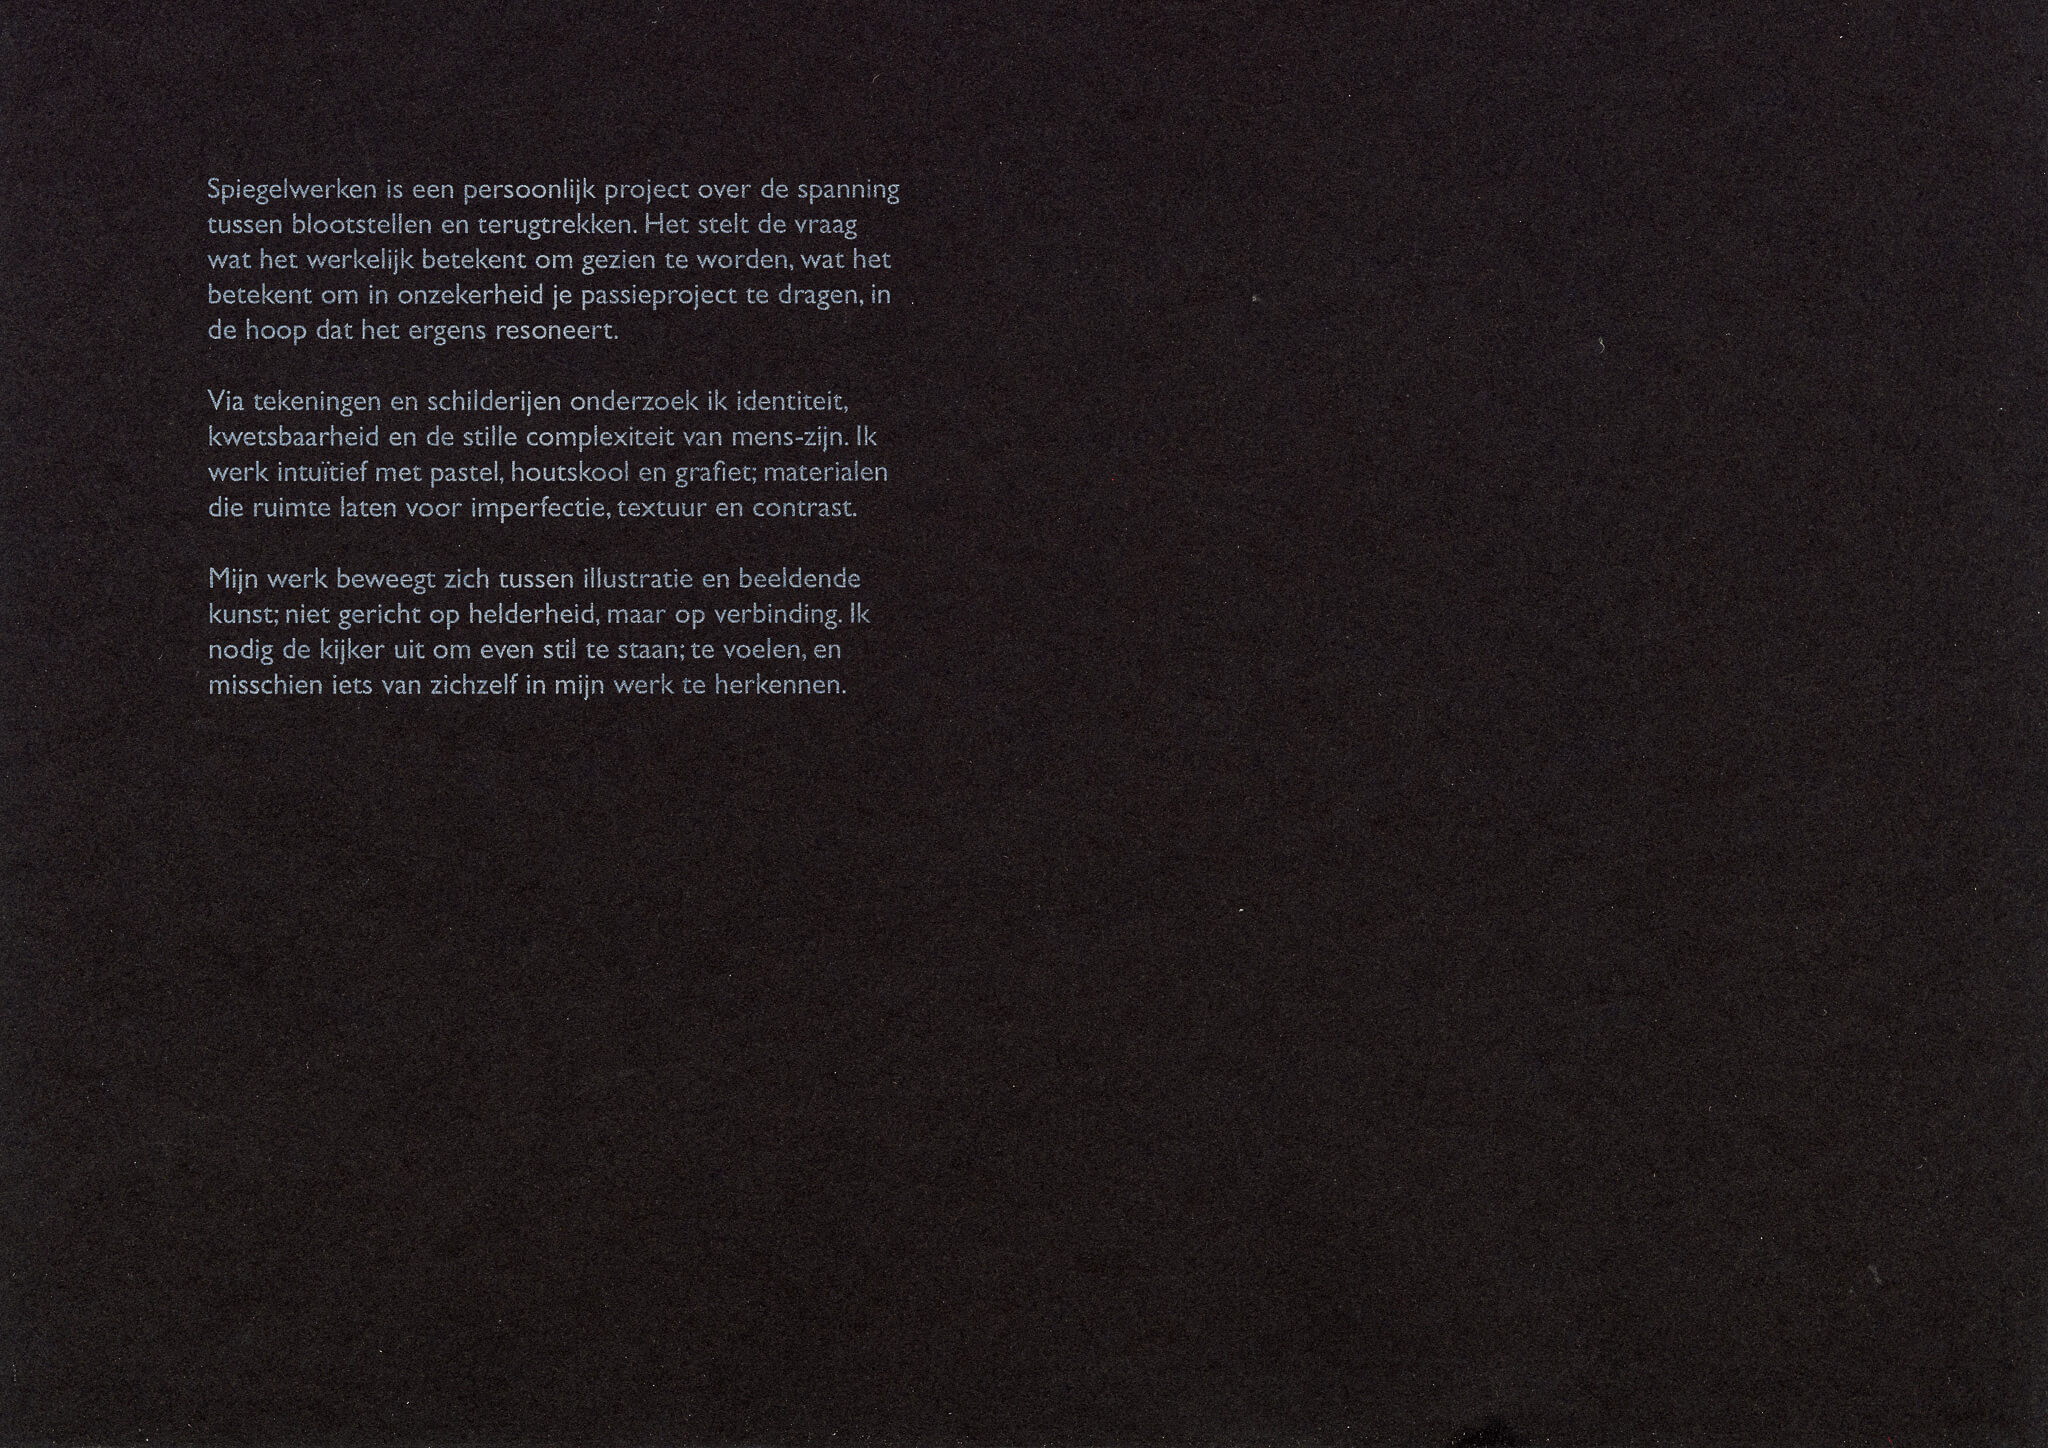 Spiegelwerken is een persoonlijk project over de spanning
tussen blootstellen en terugtrekken. Het stelt de vraag
wat het werkelijk betekent om gezien te worden, wat het
betekent om in onzekerheid je passieproject te dragen, in
de hoop dat het ergens resoneert.
Via tekeningen en schilderijen onderzoek ik identiteit,
kwetsbaarheid en de stille complexiteit van mens-zijn. Ik
werk intuïtief met pastel, houtskool en grafiet; materialen
die ruimte laten voor imperfectie, textuur en contrast.
Mijn werk beweegt zich tussen illustratie en beeldende
kunst; niet gericht op helderheid, maar op verbinding. Ik
nodig de kijker uit om even stil te staan; te voelen, en
misschien iets van zichzelf in mijn werk te herkennen.